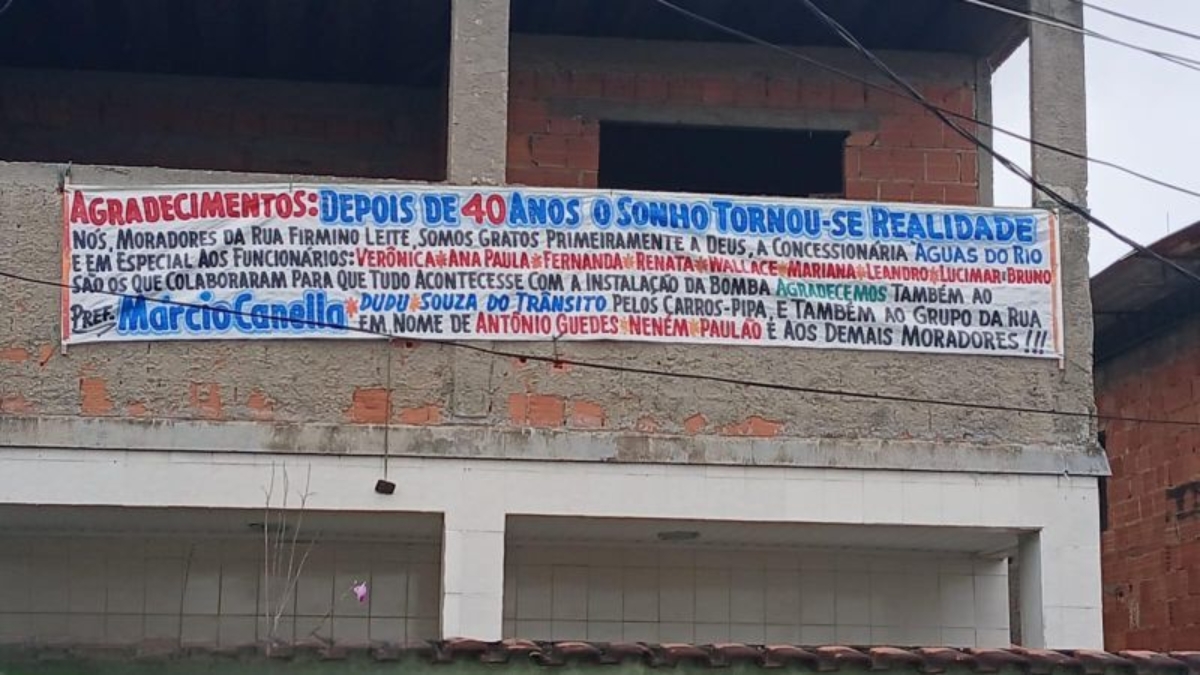 AGRADECIMENTOS: DEPOIS DE 40 ANOS O SONHO TORNOU-SE REALIDADE
NÓS, MORADORES DA RUA FIRMINO LEITE, SOMOS GRATOS PRIMEIRAMENTE A DEUS, A CONCESSIONÁRIA ÁGUAS DO RIO
E EM ESPECIAL AOS FUNCIONÁRIOS: VERÔNICA*ANA PAULA*FERNANDA*RENATA*WALLACE*MARIANA*LEANDRO*LUCIMAR E BRUNO
SÃO OS QUE COLABORARAM PARA QUE TUDO ACONTECESSE COM A INSTALAÇÃO DA BOMBA AGRADECEMOS TAMBÉM AO
PREF. MárcioCanella*DUDU*SOUZA DO TRÂNSITO PELOS CARROS-PIPA, E TAMBÉM AO GRUPO DA RUA
EM NOME DE ANTÔNIO GUEDES*NENÉM*PAULÃO E AOS DEMAIS MORADORES !!!